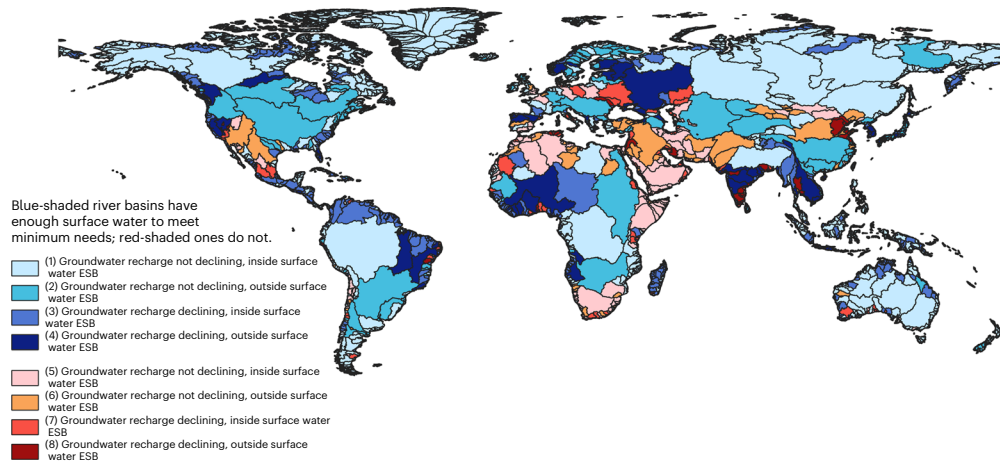 Blue-shaded river basins have
enough surface water to meet
minimum needs; red-shaded ones do not.
(1) Groundwater recharge not declining, inside surface
water ESB
(2) Groundwater recharge not declining, outside surface
water ESB
(3) Groundwater recharge declining, inside surface
water ESB
(4) Groundwater recharge declining, outside surface
water ESB
(5) Groundwater recharge not declining, inside surface
water ESB
(6) Groundwater recharge not declining, outside surface
water ESB
(7) Groundwater recharge declining, inside surface water
ESB
(8) Groundwater recharge declining, outside surface
water ESB